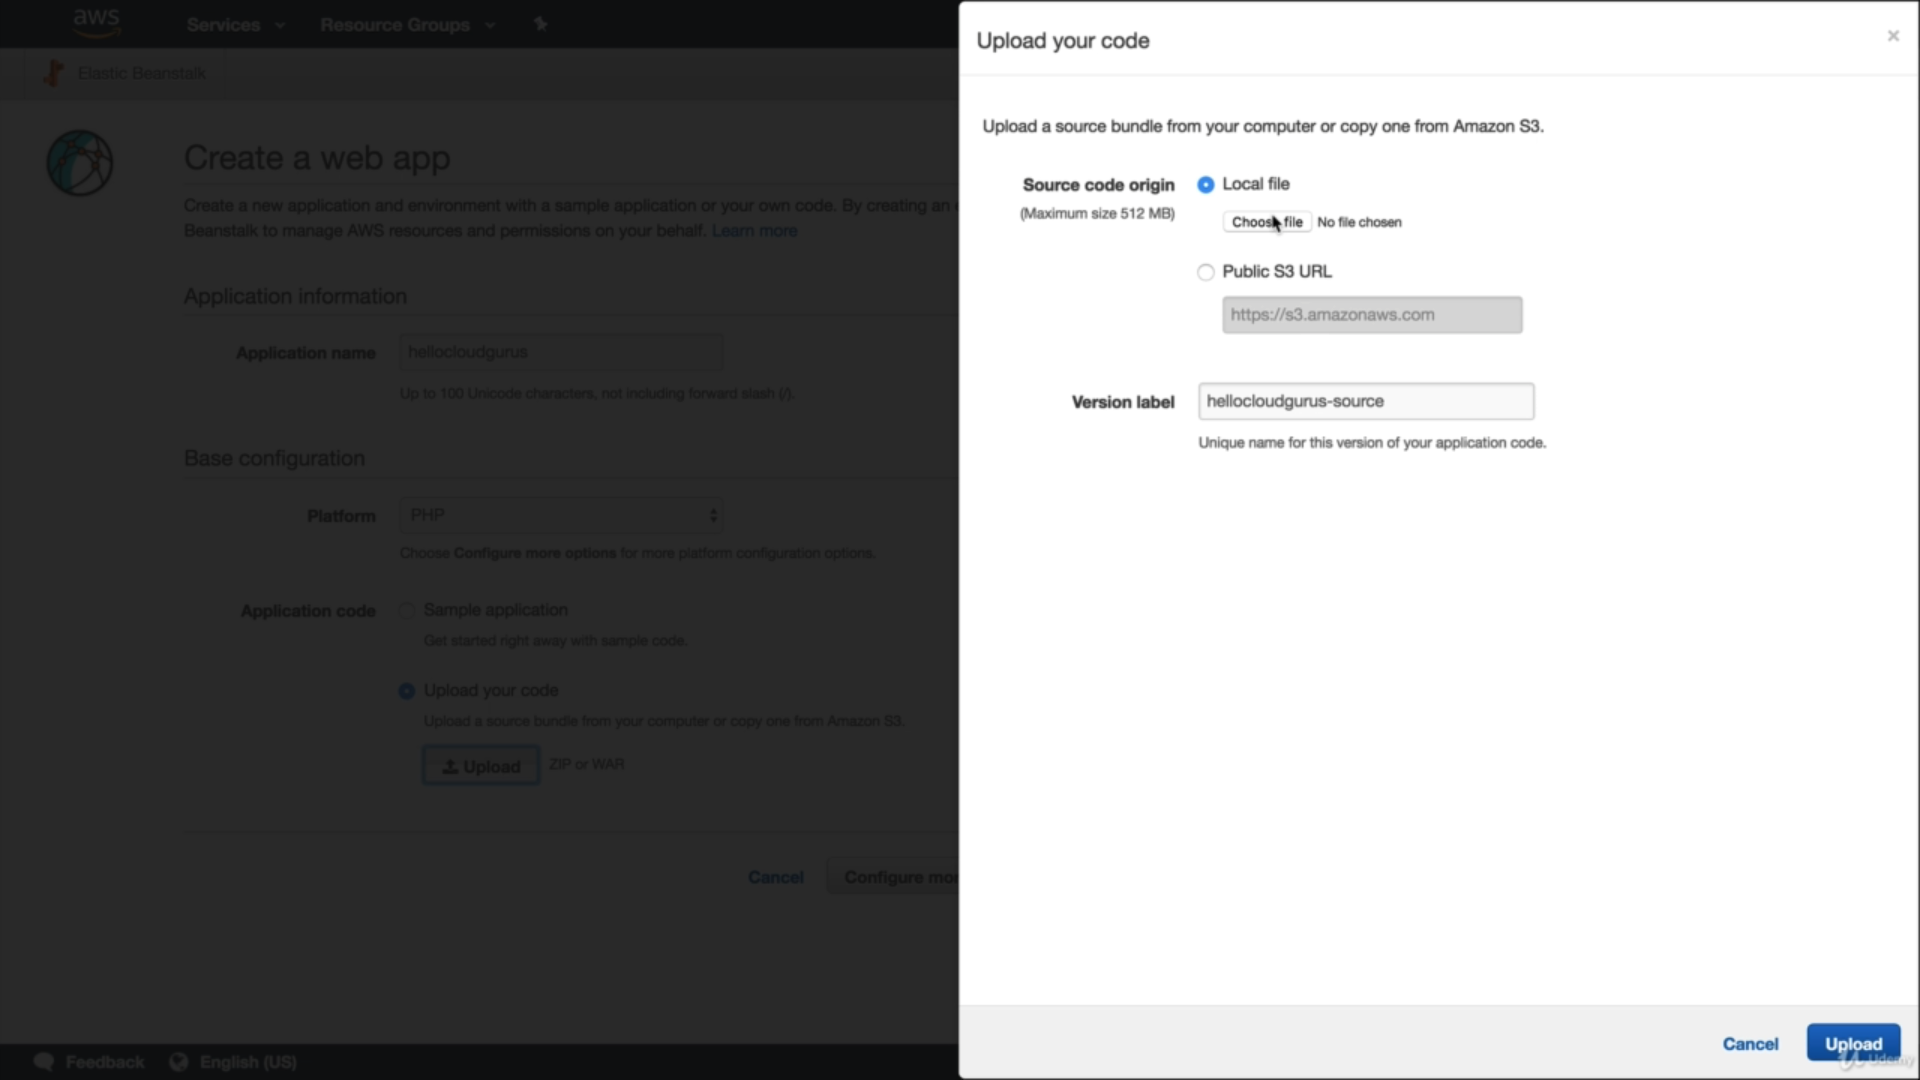 aws
Services
Resource Groups
Elastic Beanstalk
Create a web app
Create a new application and environment with a sample application or your own code. By creating an
Beanstalk to manage AWS resources and permissions on your behalf. Learn more
Application information
Application name
hellocloudgurus
Up to 100 Unicode characters, not including forward slash (/).
Base configuration
Platform
PHP
Choose Configure more options for more platform configuration options.
Application code
Sample application
Get started right away with sample code.
Upload your code
Upload a source bundle from your computer or copy one from Amazon S3.
Upload
ZIP or WAR
Cancel
Configure mo
Feedback
English (US)
Upload your code
×
Upload a source bundle from your computer or copy one from Amazon S3.
Source code origin
(Maximum size 512 MB)
Local file
Choose file
No file chosen
Public S3 URL
https://s3.amazonaws.com
Version label
hellocloudgurus-source
Unique name for this version of your application code.
Cancel
Upload
Udemy